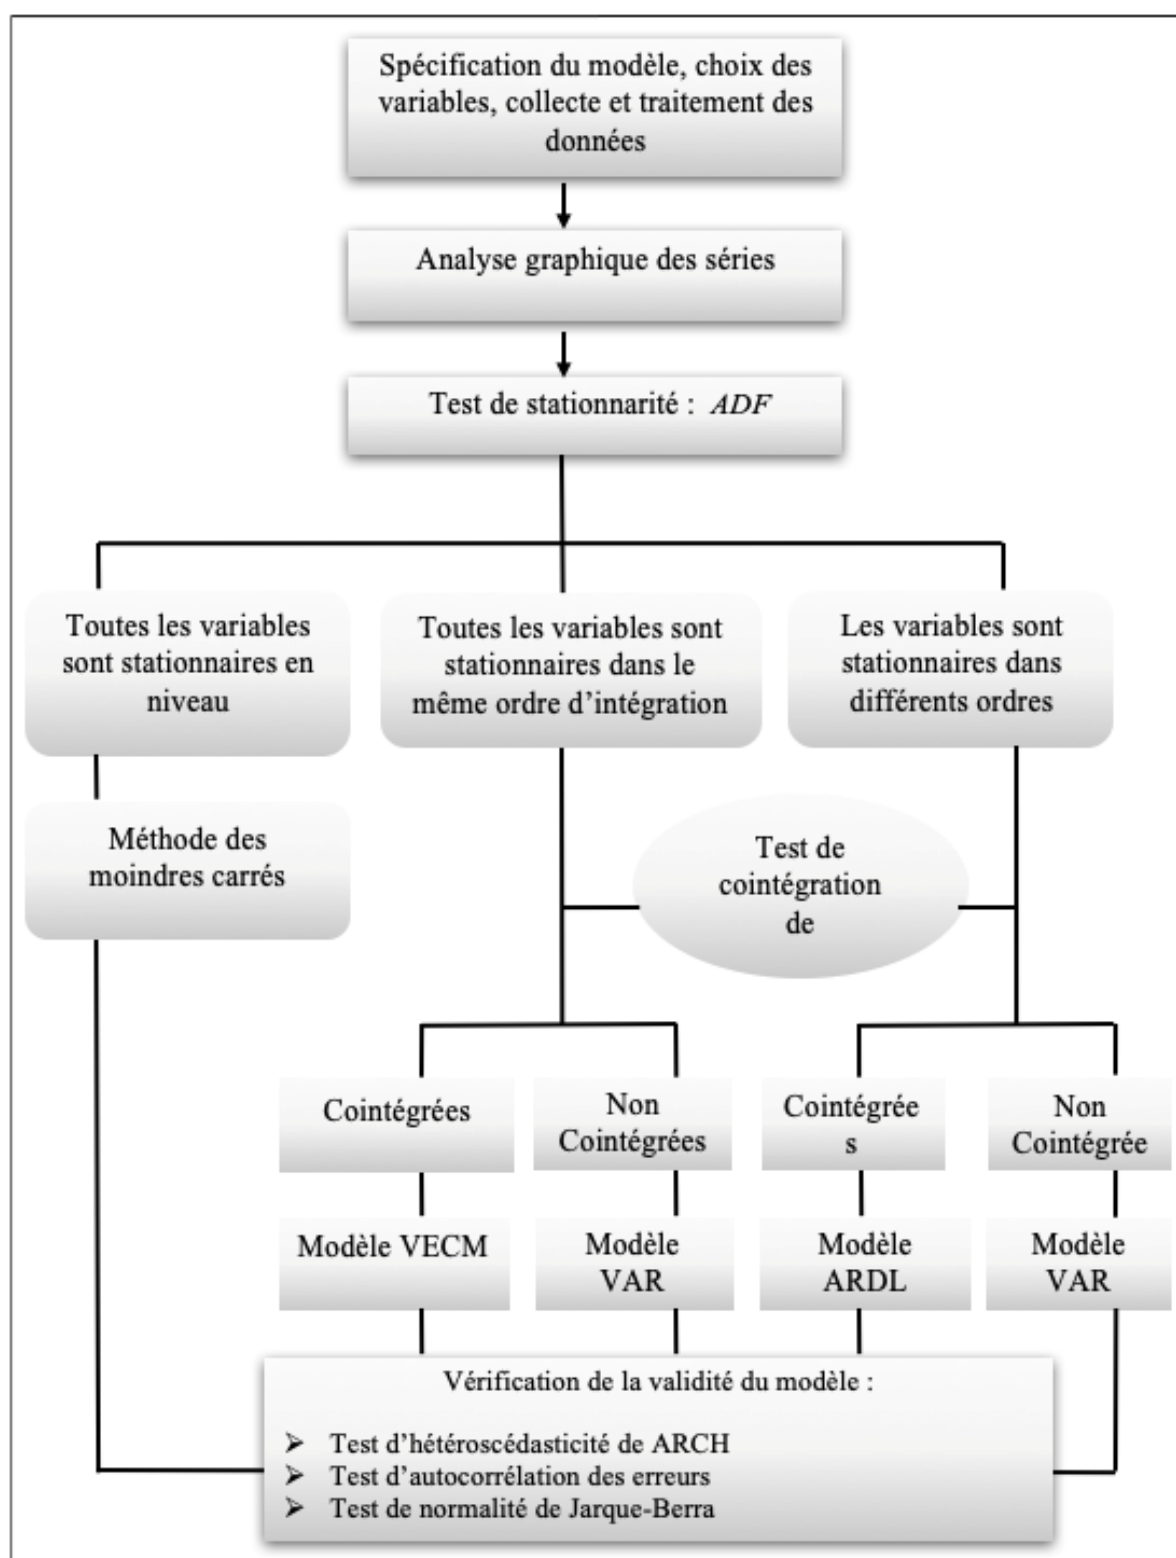 Spécification du modèle, choix des
variables, collecte et traitement des
données
Analyse graphique des séries
Test de stationnarité : ADF
Toutes les variables
sont stationnaires en
niveau
Toutes les variables sont
stationnaires dans le
même ordre d'intégration
Les variables sont
stationnaires dans
différents ordres
Méthode des
moindres carrés
Test de
cointégration
de
Cointégrées
Non
Cointégrées
Cointégrée
s
Non
Cointégrée
Modèle VECM
Modèle
VAR
Modèle
ARDL
Modèle
VAR
Vérification de la validité du modèle :
➢ Test d'hétéroscédasticité de ARCH
➢ Test d'autocorrélation des erreurs
➢ Test de normalité de Jarque-Berra